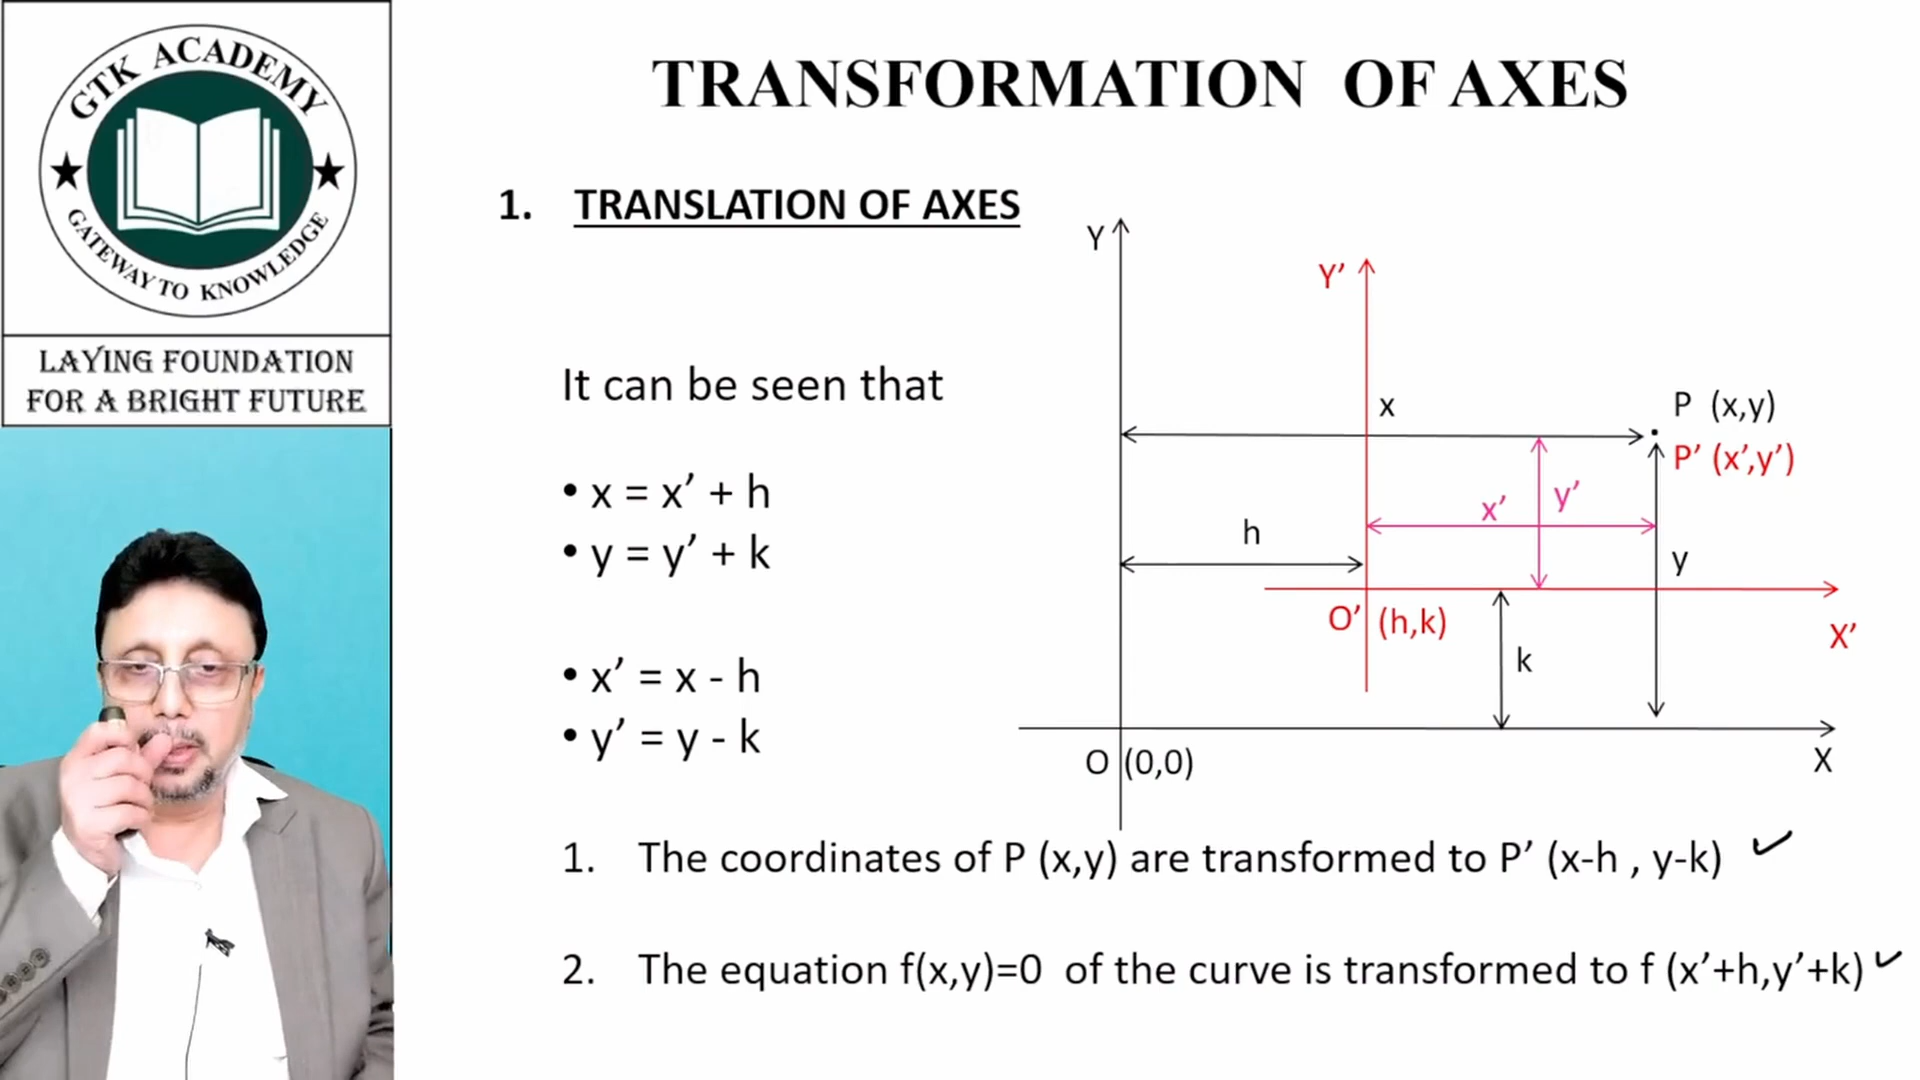 GTK ACADEMY
GATEWAY TO KNOWLEDGE
LAYING FOUNDATION
FOR A BRIGHT FUTURE
TRANSFORMATION OF AXES
1. TRANSLATION OF AXES
It can be seen that
• x = x’ + h
• y = y’ + k
• x’ = x - h
• y’ = y - k
Y
Y’
x
P (x,y)
P’ (x’,y’)
x’
y’
h
y
O’ (h,k)
X’
k
O (0,0)
X
1. The coordinates of P (x,y) are transformed to P’ (x-h , y-k)
2. The equation f(x,y)=0 of the curve is transformed to f (x’+h,y’+k)